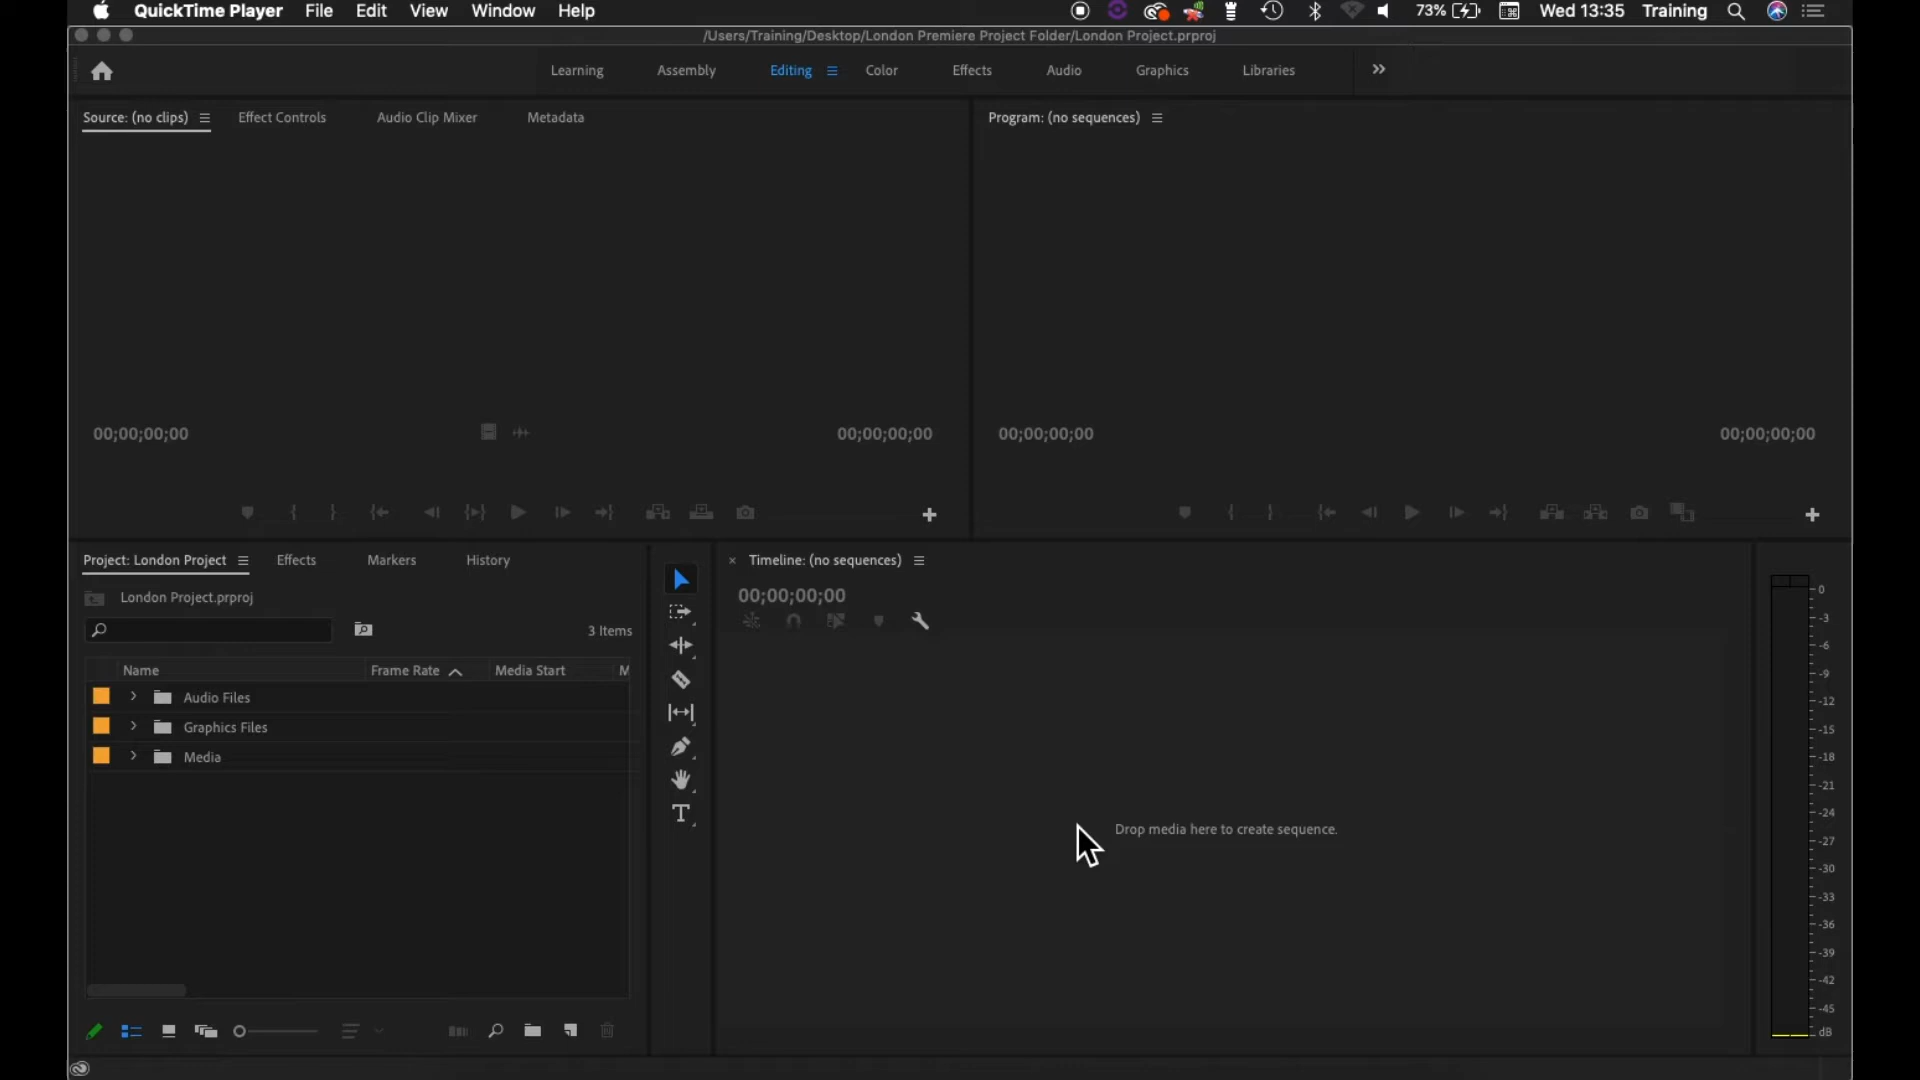 QuickTime Player File Edit View Window Help 73% Wed 13:35 Training
/Users/Training/Desktop/London Premiere Project Folder/London Project.prproj
Learning Assembly Editing Color Effects Audio Graphics Libraries
Source: (no clips) Effect Controls Audio Clip Mixer Metadata
Program: (no sequences)
00;00;00;00 00;00;00;00
00;00;00;00 00;00;00;00
Project: London Project Effects Markers History
London Project.prproj
3 Items
Name Frame Rate Media Start M
Audio Files
Graphics Files
Media
Timeline: (no sequences)
00;00;00;00
Drop media here to create sequence.
0
-3
-6
-9
-12
-15
-18
-21
-24
-27
-30
-33
-36
-39
-42
-45
dB